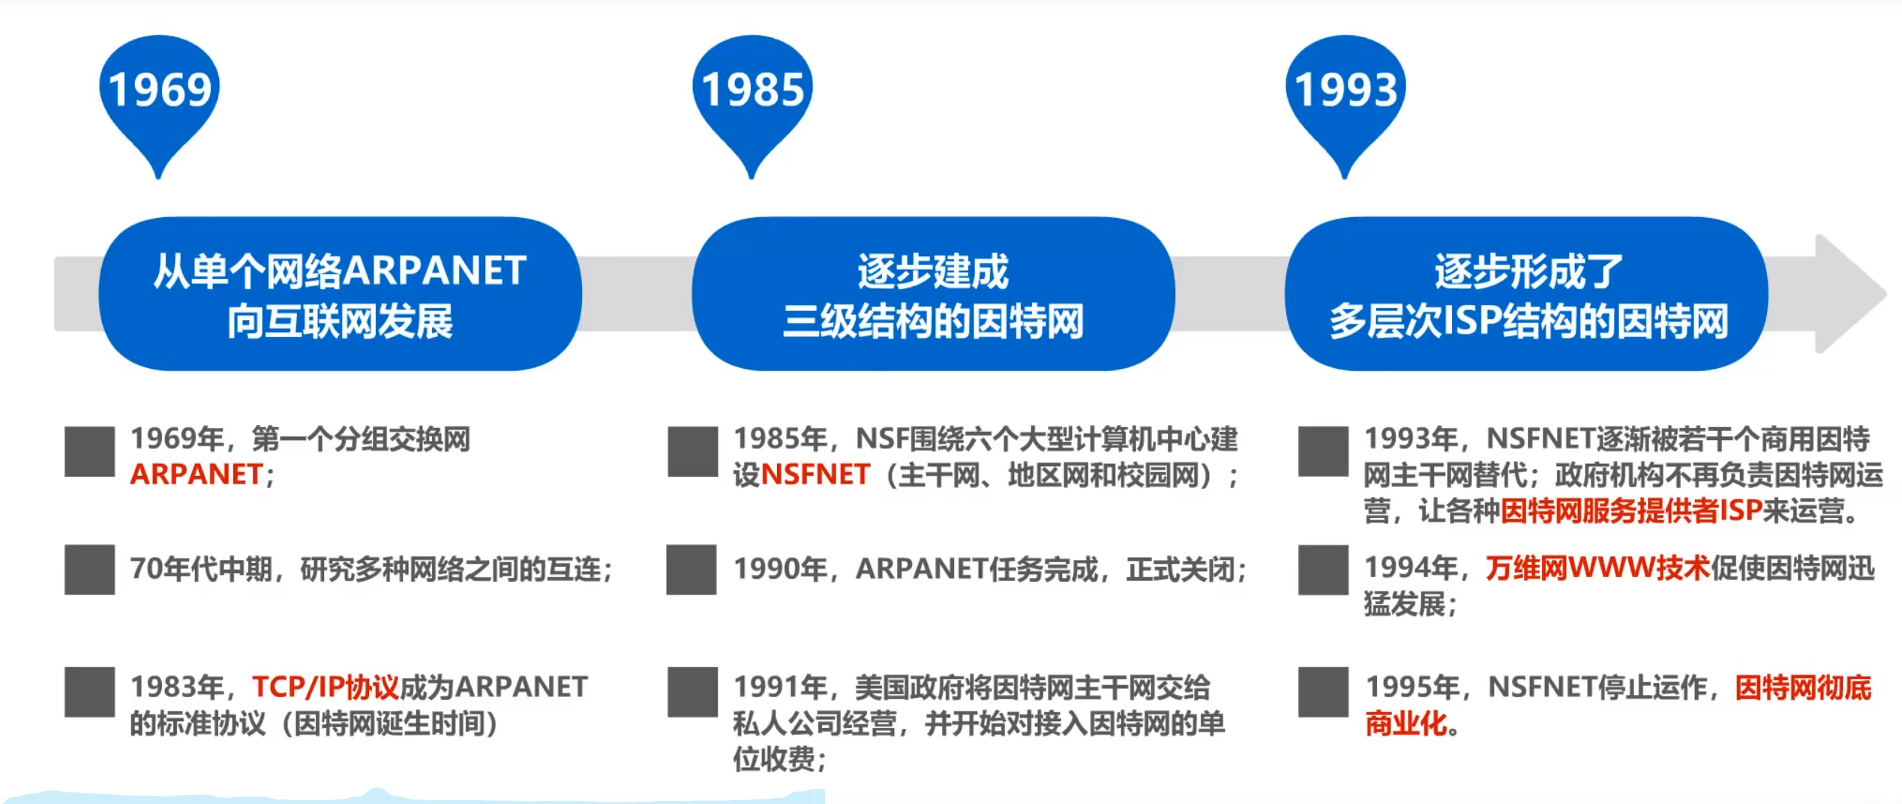 1969
1985
1993
从单个网络ARPANET
向互联网发展
逐步建成
三级结构的因特网
逐步形成了
多层次ISP结构的因特网
1969年，第一个分组交换网
ARPANET；
70年代中期，研究多种网络之间的互连；
1983年，TCP/IP协议成为ARPANET
的标准协议（因特网诞生时间）
1985年，NSF围绕六个大型计算机中心建
设NSFNET（主干网、地区网和校园网）；
1990年，ARPANET任务完成，正式关闭；
1991年，美国政府将因特网主干网交给
私人公司经营，并开始对接入因特网的单
位收费；
1993年，NSFNET逐渐被若干个商用因特
网主干网替代；政府机构不再负责因特网运
营，让各种因特网服务提供者ISP来运营。
1994年，万维网WWW技术促使因特网迅
猛发展；
1995年，NSFNET停止运作，因特网彻底
商业化。